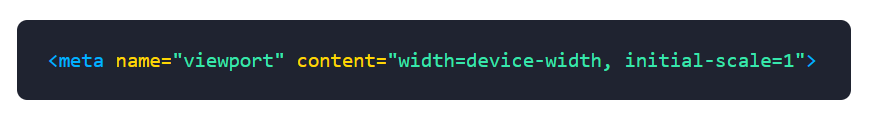 <meta name="viewport" content="width=device-width, initial-scale=1">